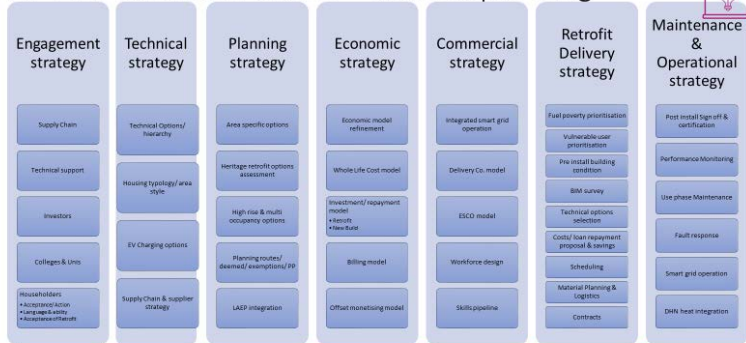 Engagement
strategy
Supply Chain
Technical support
Investors
Colleges & Unis
Householders
• Acceptance/Action
• Language & ability
• Acceptance of Retrofit
Technical
strategy
Technical Options/
hierarchy
Housing typology/ area
style
EV Charging options
Supply Chain & supplier
strategy
Planning
strategy
Area specific options
Heritage retrofit options
assessment
High rise & multi
occupancy options
Planning routes/
deemed/ exemptions/ PP
LAEP integration
Economic
strategy
Economic model
refinement
Whole Life Cost model
Investment/ repayment
model
• Retrofit
• New Build
Billing model
Offset monetising model
Commercial
strategy
Integrated smart grid
operation
Delivery Co. model
ESCO model
Workforce design
Skills pipeline
Retrofit
Delivery
strategy
Fuel poverty prioritisation
Vulnerable user
prioritisation
Pre install building
condition
BIM survey
Technical options
selection
Costs/ loan repayment
proposal & savings
Scheduling
Material Planning &
Logistics
Contracts
Maintenance
&
Operational
strategy
Post install Sign off &
certification
Performance Monitoring
Use phase Maintenance
Fault response
Smart grid operation
DHN heat integration